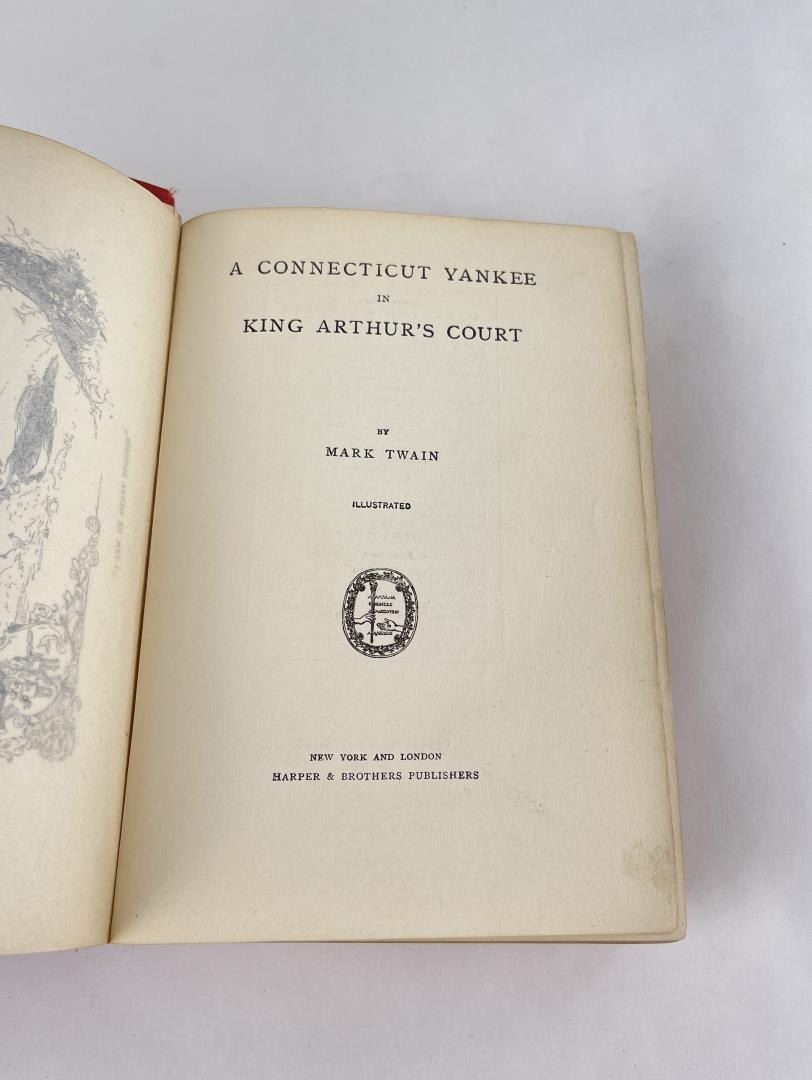 A CONNECTICUT YANKEE
IN
KING ARTHUR'S COURT
BY
MARK TWAIN
ILLUSTRATED
NEW YORK AND LONDON
HARPER & BROTHERS PUBLISHERS